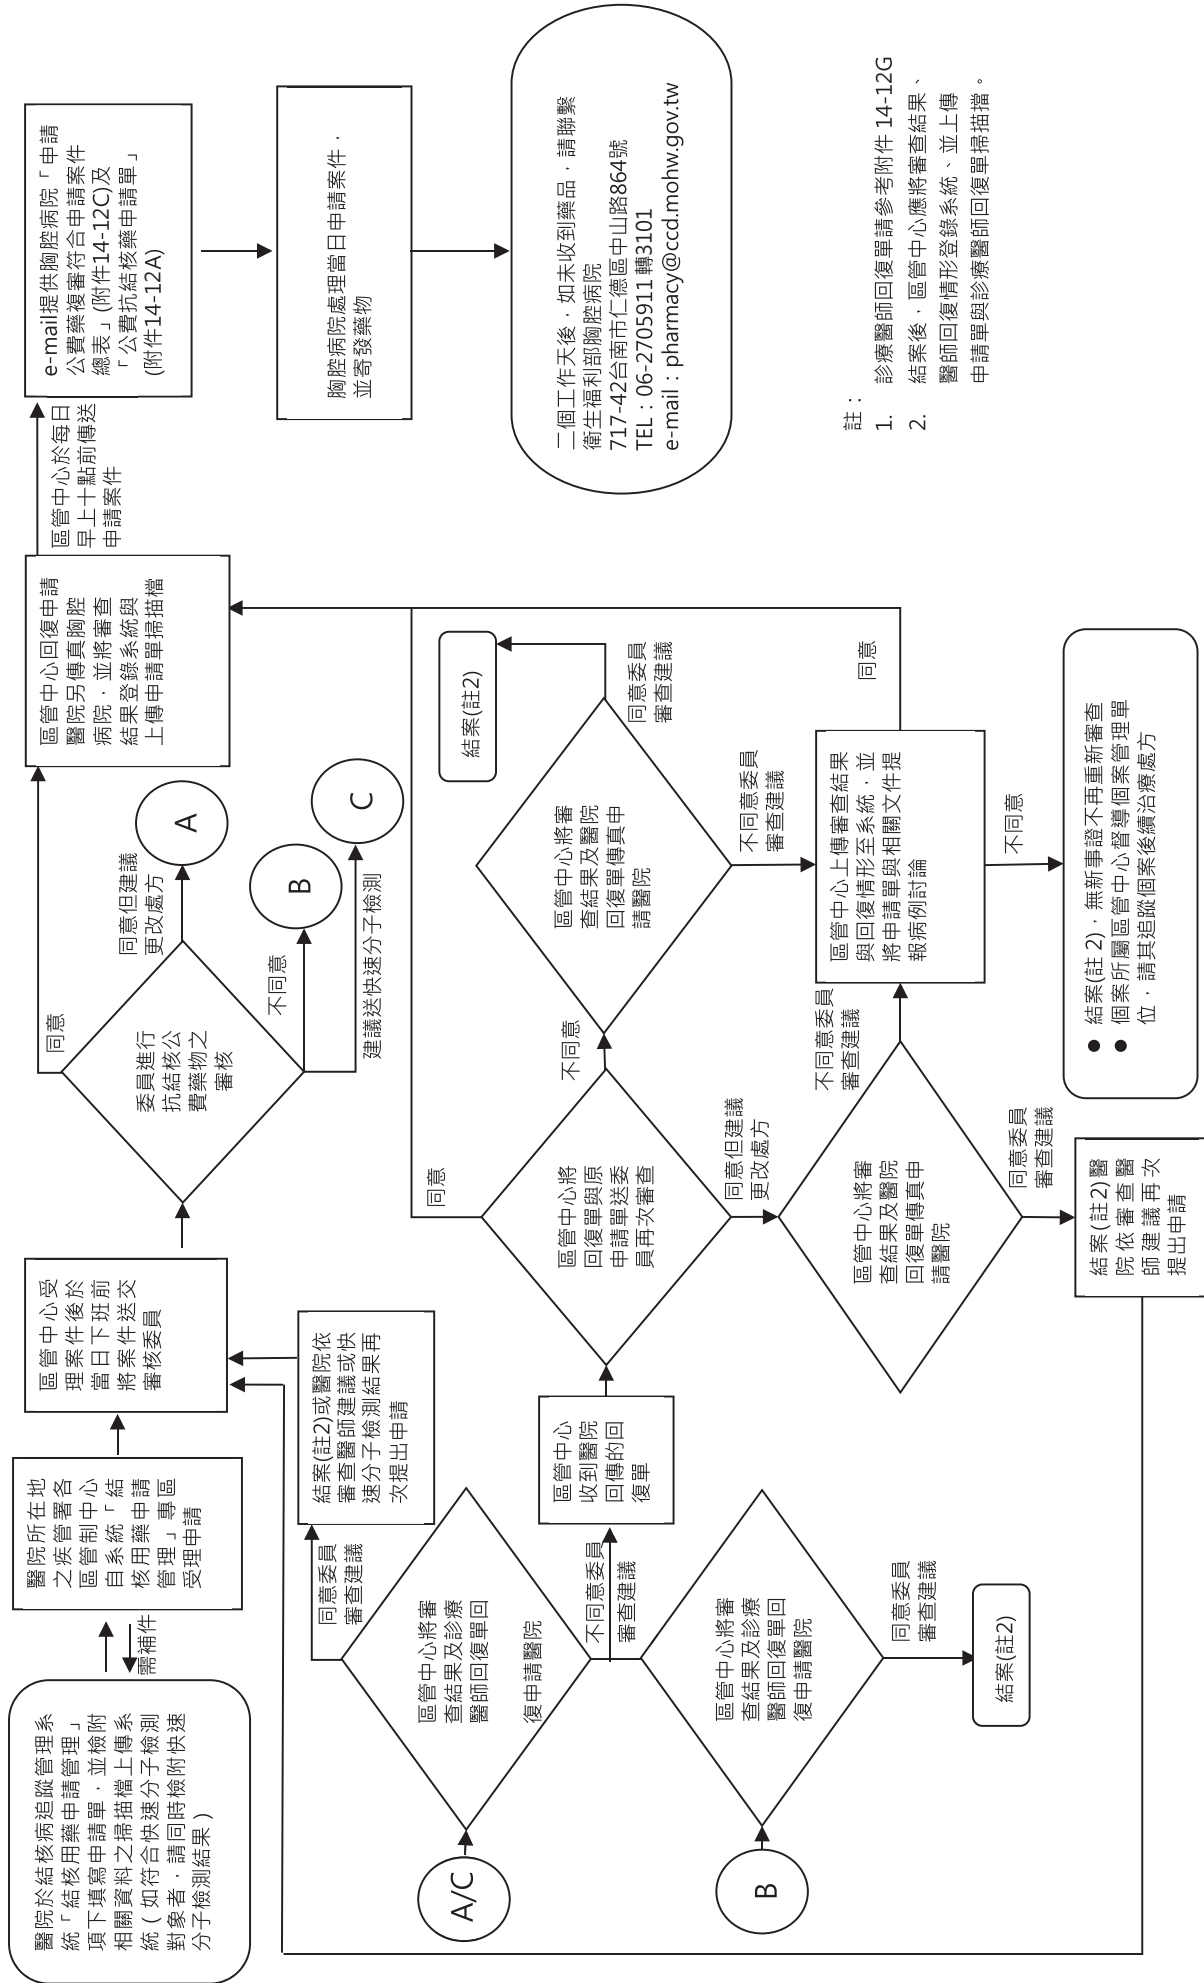 醫院於結核病追蹤管理系
統「結核用藥申請管理」
項下填寫申請單，並檢附
相關資料之掃描檔上傳系
統（如符合快速分子檢測
對象者，請同時檢附快速
分子檢測結果）
需補件
醫院所在地
之疾管署各
區管制中心
自系統「結
核用藥申請
管理」專區
受理申請
區管中心受
理案件後於
當日下班前
將案件送交
審核委員
委員進行
抗結核公
費藥物之
審核
同意
同意但建議
更改處方
不同意
建議送快速分子檢測
A
B
C
區管中心回復申請
醫院另傳真胸腔
病院，並將審查
結果登錄系統與
上傳申請單掃描檔
區管中心於每日
早上十點前傳送
申請案件
e-mail提供胸腔病院「申請
公費藥複審符合申請案件
總表」(附件14-12C)及
「公費抗結核藥申請單」
(附件14-12A)
胸腔病院處理當日申請案件，
並寄發藥物
二個工作天後，如未收到藥品，請聯繫
衛生福利部胸腔病院
717-42台南市仁德區中山路864號
TEL：06-2705911 轉3101
e-mail：pharmacy@ccd.mohw.gov.tw
A/C
區管中心將審
查結果及診療
醫師回復單回
復申請醫院
同意委員
審查建議
結案(註2)或醫院依
審查醫師建議或快
速分子檢測結果再
次提出申請
不同意委員
審查建議
B
區管中心將審
查結果及診療
醫師回復單回
復申請醫院
同意委員
審查建議
結案(註2)
區管中心
收到醫院
回傳的回
復單
區管中心將
回復單與原
申請單送委
員再次審查
同意
不同意
同意但建議
更改處方
區管中心將審
查結果及醫院
回復單傳真申
請醫院
同意委員
審查建議
結案(註2)
不同意委員
審查建議
區管中心將審
查結果及醫院
回復單傳真申
請醫院
不同意委員
審查建議
同意委員
審查建議
結案(註2)醫
院依審查醫
師建議再次
提出申請
區管中心上傳審查結果
與回復情形至系統，並
將申請單與相關文件提
報病例討論
同意
不同意
● 結案(註 2)，無新事證不再重新審查
● 個案所屬區管中心督導個案管理單
位，請其追蹤個案後續治療處方
註：
1. 診療醫師回復單請參考附件 14-12G
2. 結案後，區管中心應將審查結果、
醫師回復情形登錄系統、並上傳
申請單與診療醫師回復單掃描擋。